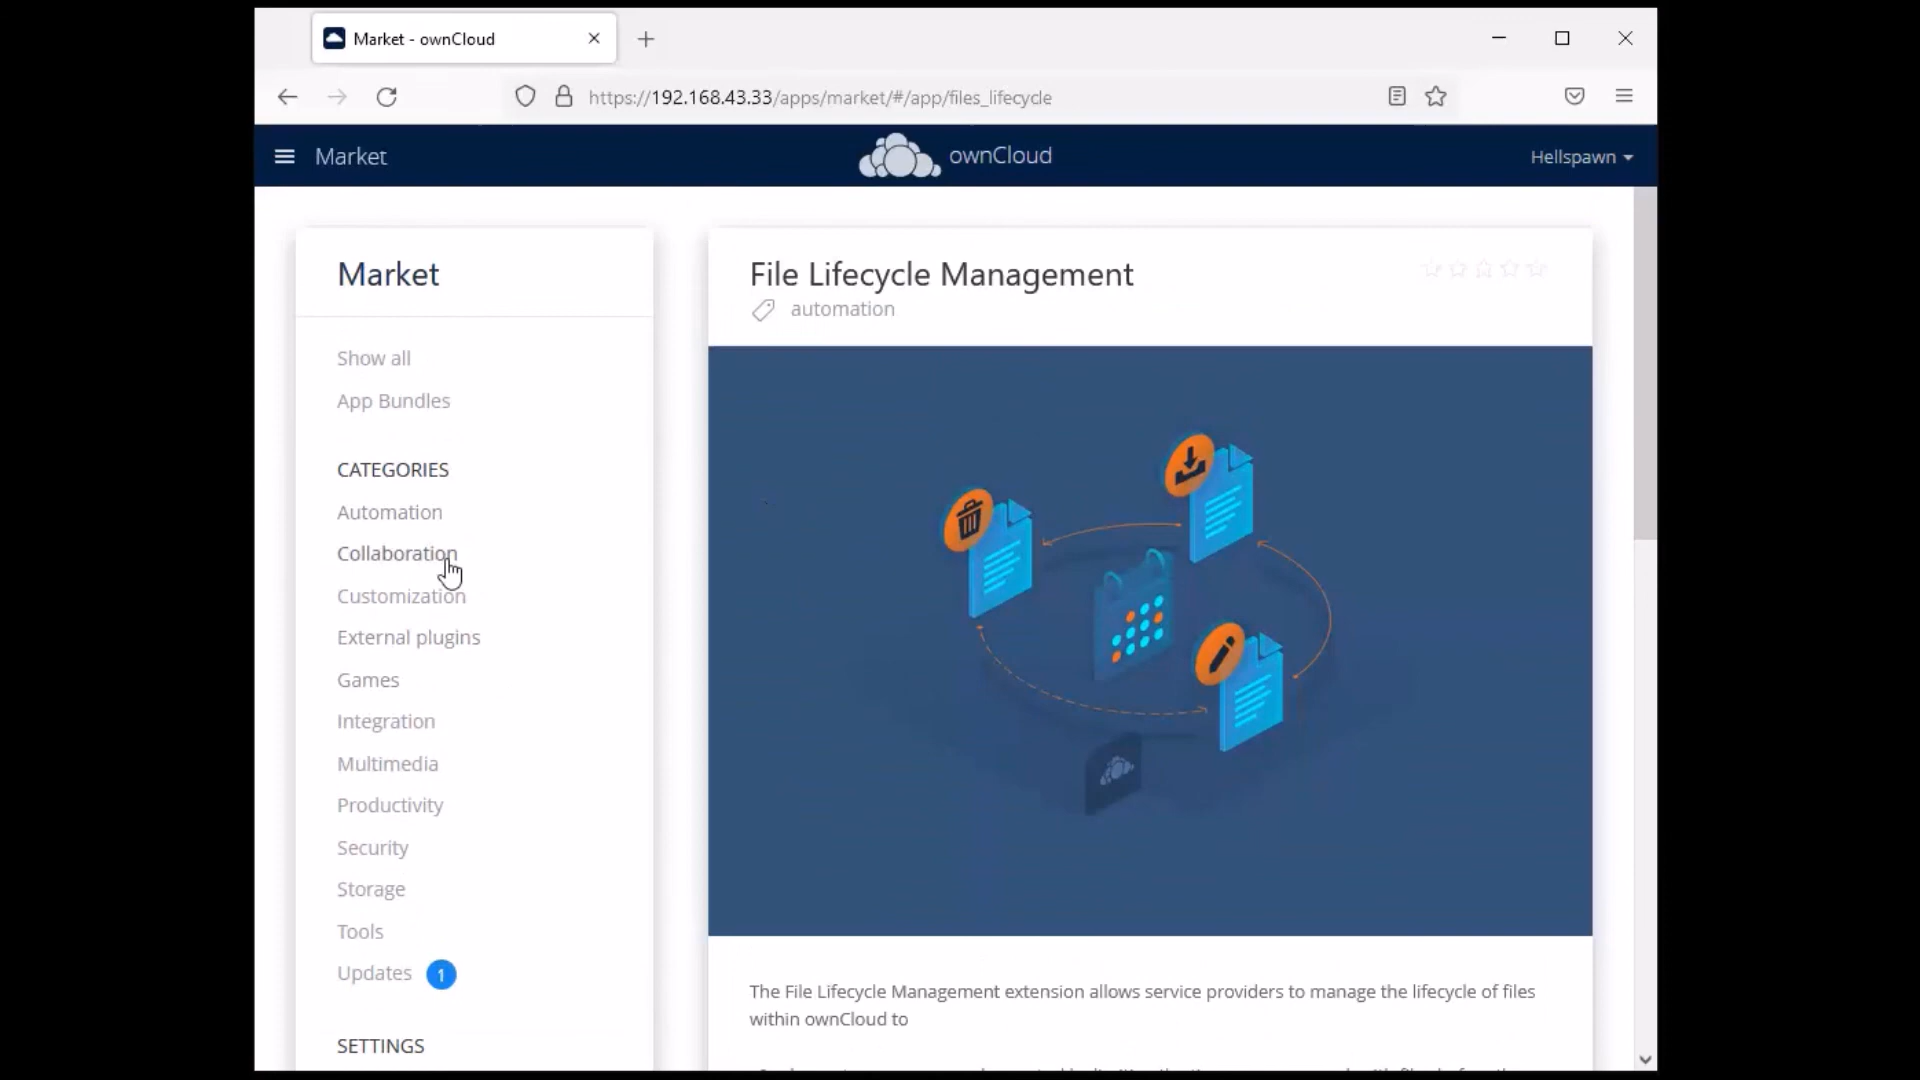 Market - ownCloud
https://192.168.43.33/apps/market/#/app/files_lifecycle
Market
ownCloud
Hellspawn
Market
Show all
App Bundles
CATEGORIES
Automation
Collaboration
Customization
External plugins
Games
Integration
Multimedia
Productivity
Security
Storage
Tools
Updates 1
SETTINGS
File Lifecycle Management
automation
The File Lifecycle Management extension allows service providers to manage the lifecycle of files
within ownCloud to